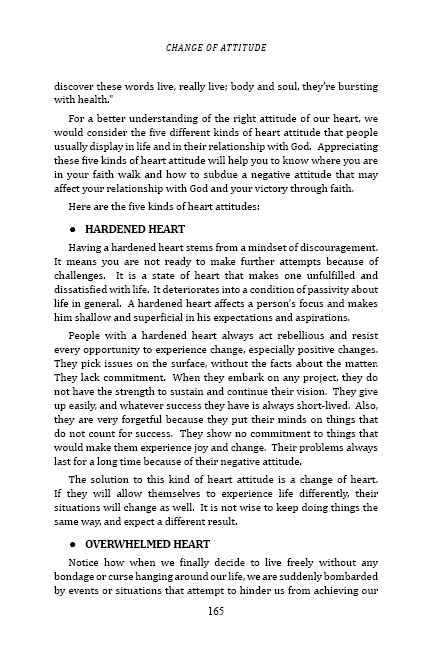 CHANGE OF ATTITUDE
discover these words live, really live; body and soul, they're bursting
with health."
For a better understanding of the right attitude of our heart, we
would consider the five different kinds of heart attitude that people
usually display in life and in their relationship with God. Appreciating
these five kinds of heart attitude will help you to know where you are
in your faith walk and how to subdue a negative attitude that may
affect your relationship with God and your victory through faith.
Here are the five kinds of heart attitudes:
● HARDENED HEART
Having a hardened heart stems from a mindset of discouragement.
It means you are not ready to make further attempts because of
challenges. It is a state of heart that makes one unfulfilled and
dissatisfied with life. It deteriorates into a condition of passivity about
life in general. A hardened heart affects a person's focus and makes
him shallow and superficial in his expectations and aspirations.
People with a hardened heart always act rebellious and resist
every opportunity to experience change, especially positive changes.
They pick issues on the surface, without the facts about the matter.
They lack commitment. When they embark on any project, they do
not have the strength to sustain and continue their vision. They give
up easily, and whatever success they have is always short-lived. Also,
they are very forgetful because they put their minds on things that
do not count for success. They show no commitment to things that
would make them experience joy and change. Their problems always
last for a long time because of their negative attitude.
The solution to this kind of heart attitude is a change of heart.
If they will allow themselves to experience life differently, their
situations will change as well. It is not wise to keep doing things the
same way, and expect a different result.
● OVERWHELMED HEART
Notice how when we finally decide to live freely without any
bondage or curse hanging around our life, we are suddenly bombarded
by events or situations that attempt to hinder us from achieving our
165